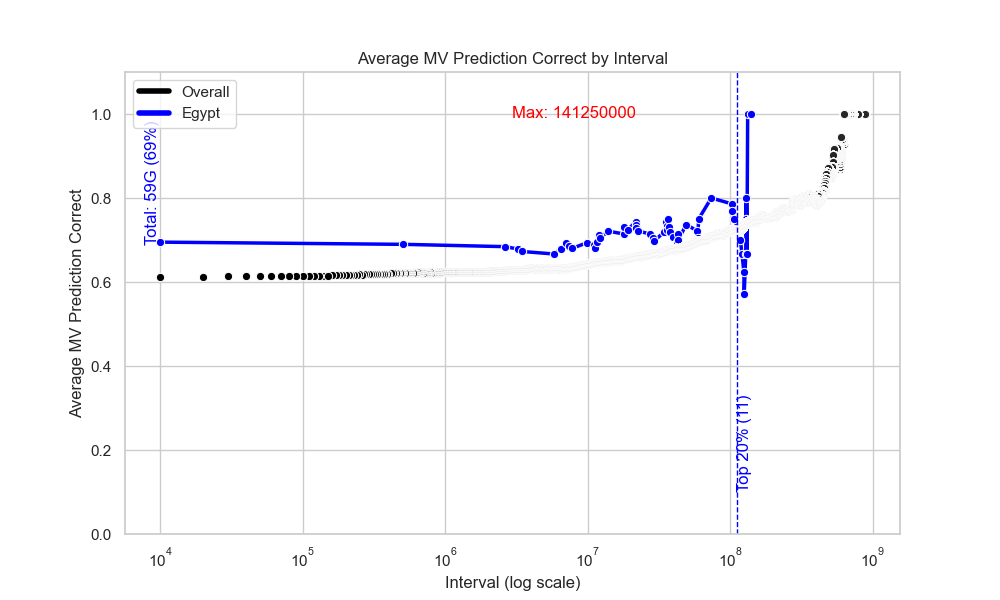 Average MV Prediction Correct by Interval
Overall
Egypt
Max: 141250000
Total: 59G (69%)
Top 20% (11)
Average MV Prediction Correct
1.0
0.8
0.6
0.4
0.2
0.0
10^4
10^5
10^6
10^7
10^8
10^9
Interval (log scale)